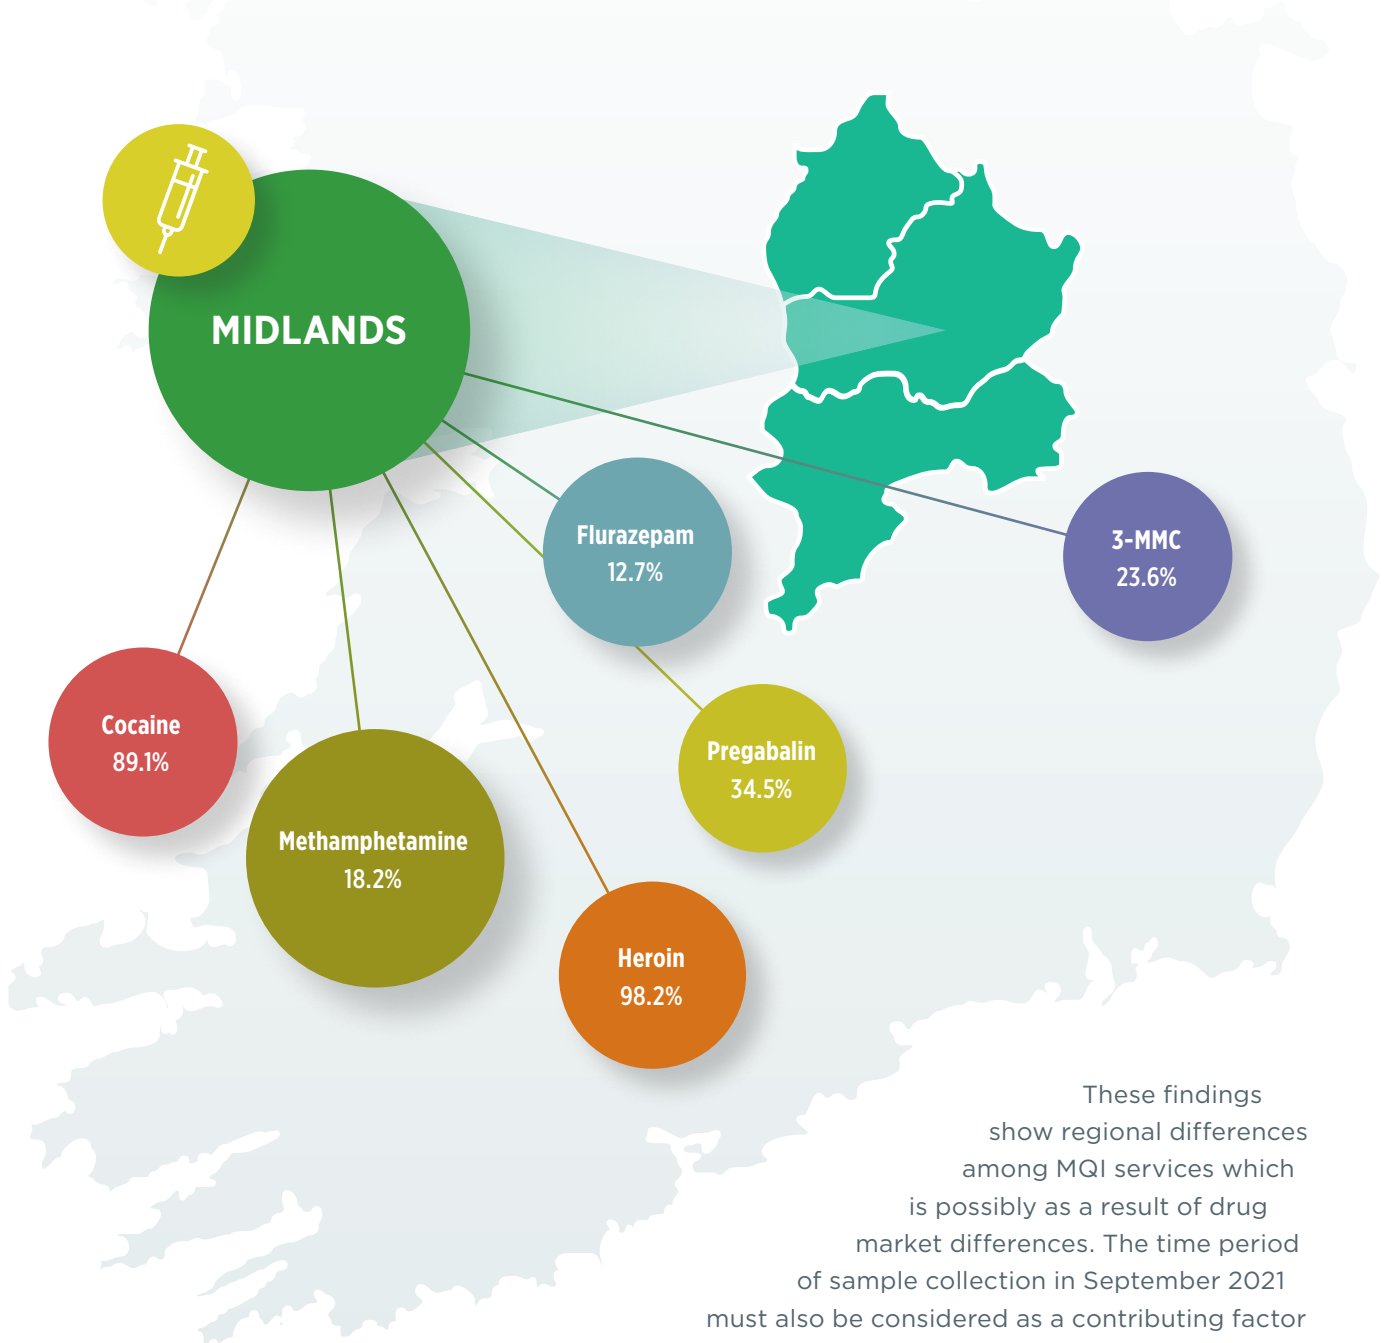 MIDLANDS
Flurazepam
12.7%
3-MMC
23.6%
Cocaine
89.1%
Pregabalin
34.5%
Methamphetamine
18.2%
Heroin
98.2%
These findings
show regional differences
among MQI services which
is possibly as a result of drug
market differences. The time period
of sample collection in September 2021
must also be considered as a contributing factor